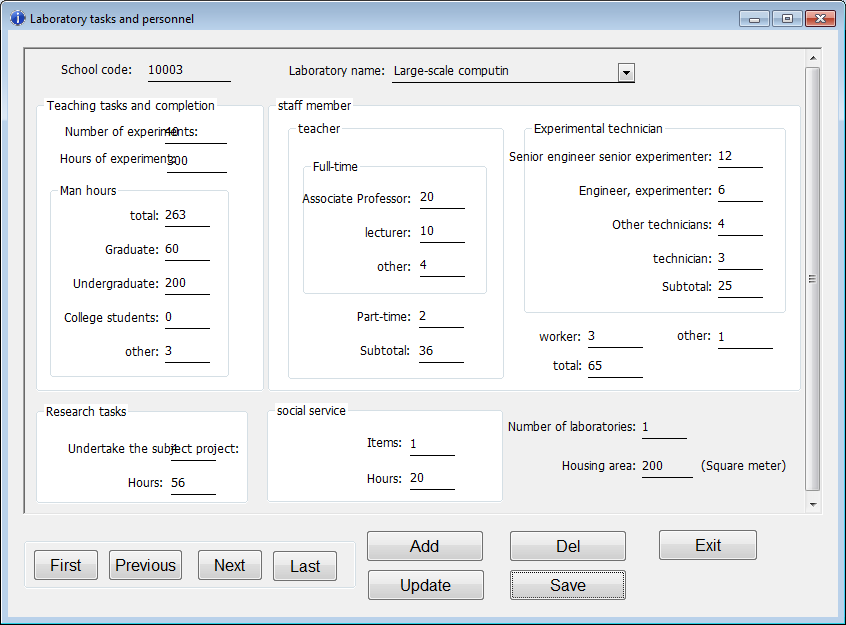 Laboratory tasks and personnel
School code: 10003 Laboratory name: Large-scale computin
Teaching tasks and completion
Number of experiments: 40
Hours of experiment: 300
Man hours
total: 263
Graduate: 60
Undergraduate: 200
College students: 0
other: 3
staff member
teacher
Full-time
Associate Professor: 20
lecturer: 10
other: 4
Part-time: 2
Subtotal: 36
Experimental technician
Senior engineer senior experimenter: 12
Engineer, experimenter: 6
Other technicians: 4
technician: 3
Subtotal: 25
worker: 3 other: 1
total: 65
Research tasks
Undertake the subject project:
Hours: 56
social service
Items: 1
Hours: 20
Number of laboratories: 1
Housing area: 200 (Square meter)
First Previous Next Last
Add Del Exit
Update Save